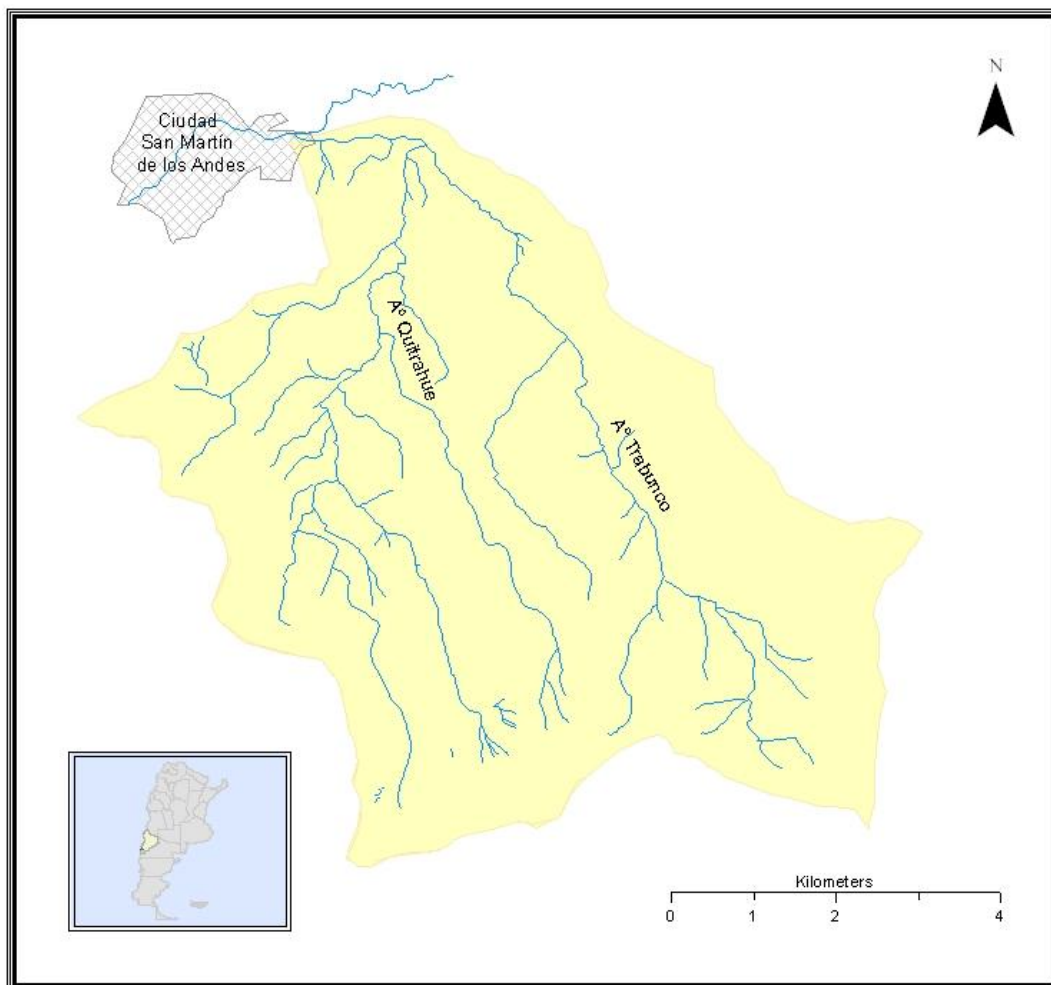 N
Ciudad
San Martín
de los Andes
Aº Quitrahue
Aº Trabunco
Kilometers
0 1 2 4